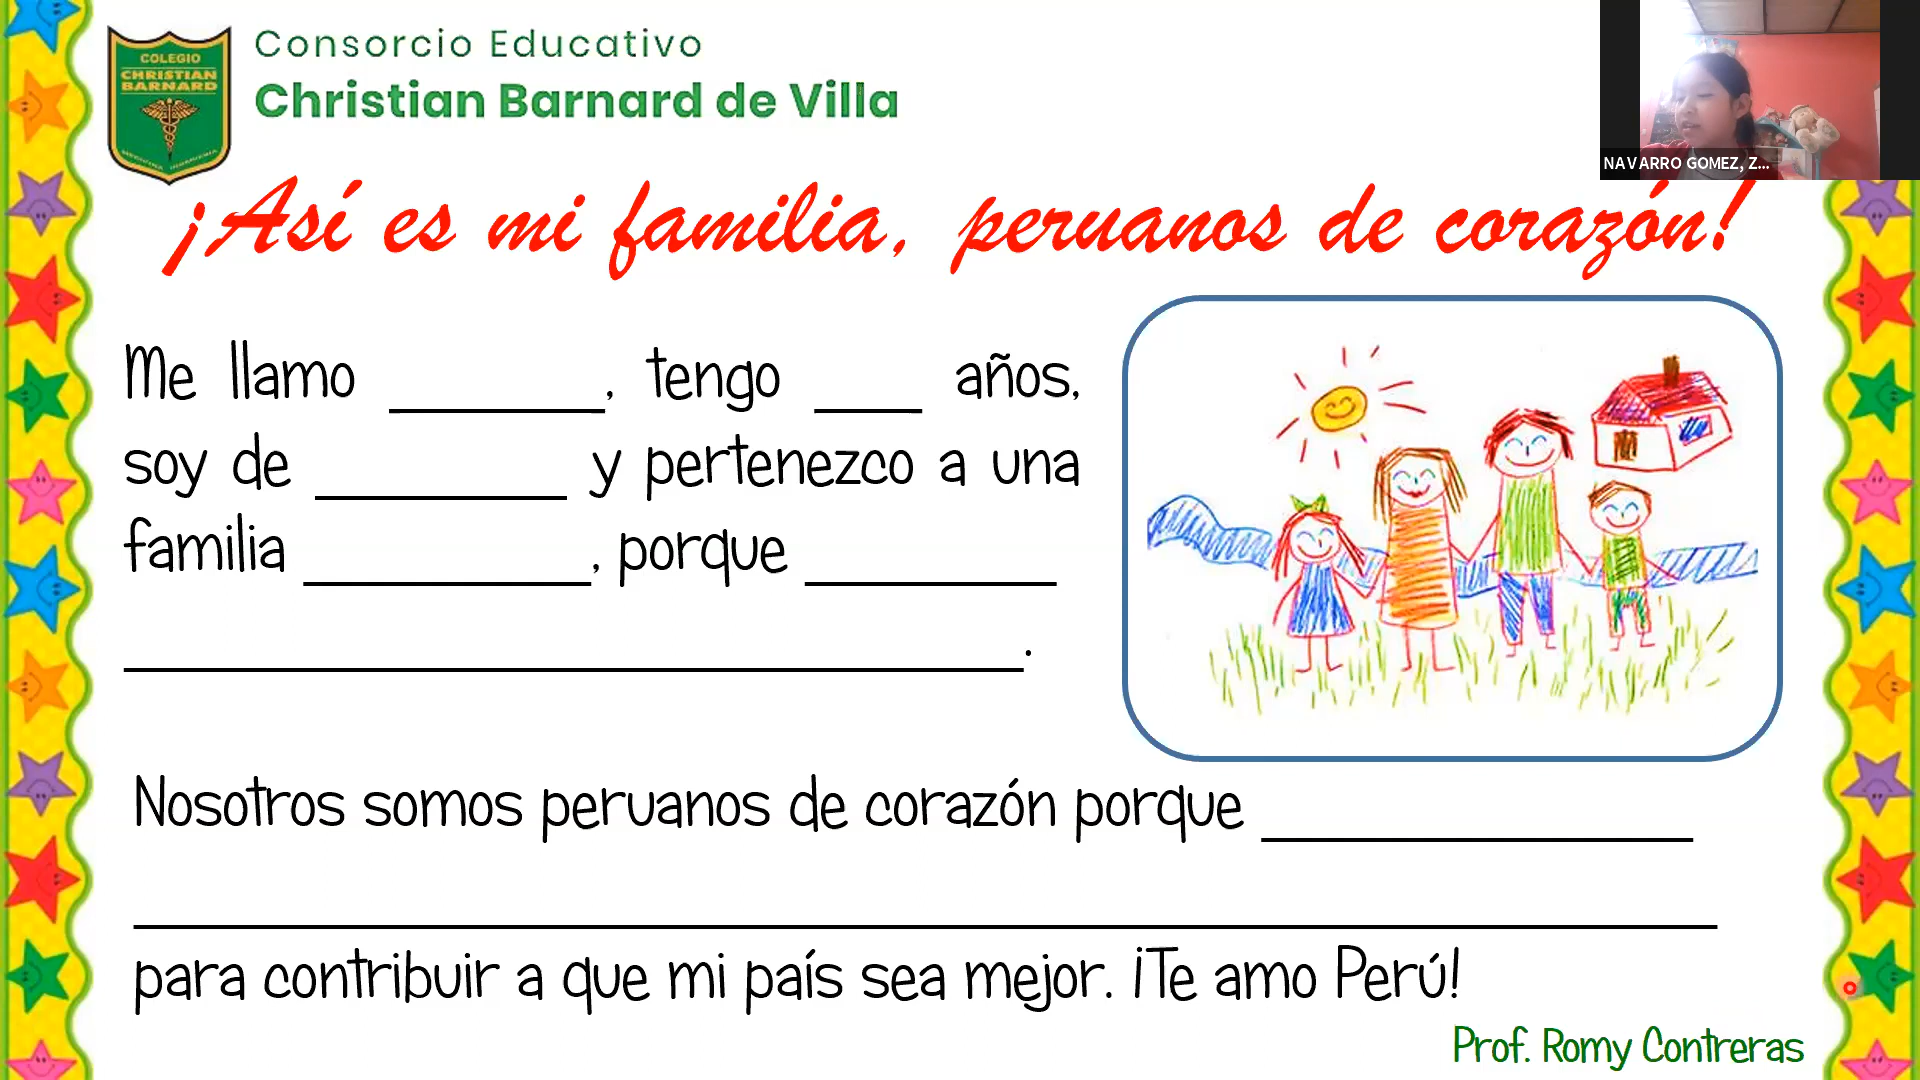 COLEGIO
CHRISTIAN
BARNARD
Consorcio Educativo
Christian Barnard de Villa
NAVARRO GOMEZ, Z...
¡Así es mi familia, peruanos de corazón!
Me llamo ________, tengo ____ años,
soy de _________ y pertenezco a una
familia __________, porque _________
________________________________.
Nosotros somos peruanos de corazón porque _______________
________________________________________________________
para contribuir a que mi país sea mejor. ¡Te amo Perú!
Prof. Romy Contreras